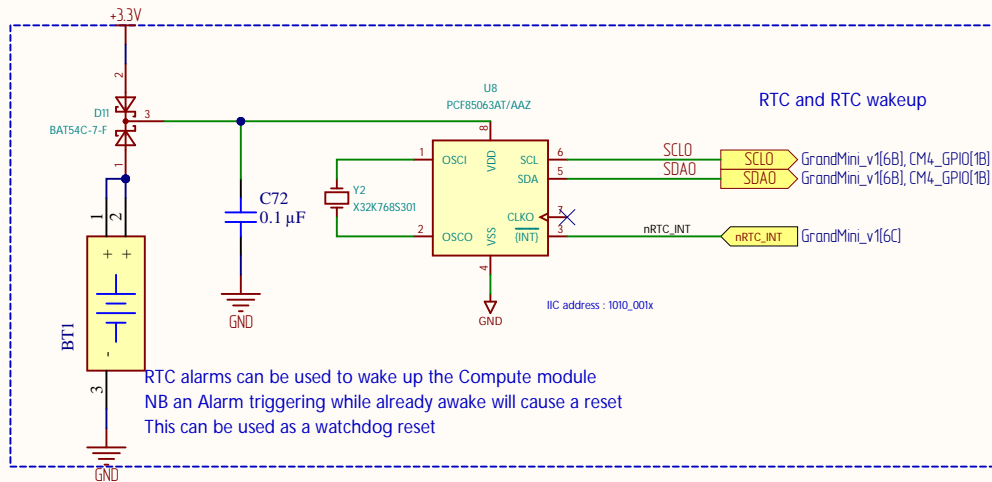 +3.3V
2
D11
BAT54C-7-F
3
1
1
2
+ +
BT1
-
3
GND
C72
0.1 µF
GND
Y2
X32K768S301
U8
PCF85063AT/AAZ
8
VDD
1 OSCI
2 OSCO
SCL 6
SDA 5
CLKO 7
(INT) 3
VSS
4
GND
RTC and RTC wakeup
SCL0 SCL0 GrandMini_v1[6B], CM4_GPIO[1B]
SDA0 SDA0 GrandMini_v1[6B], CM4_GPIO[1B]
nRTC_INT nRTC_INT GrandMini_v1[6C]
IIC address : 1010_001x
RTC alarms can be used to wake up the Compute module
NB an Alarm triggering while already awake will cause a reset
This can be used as a watchdog reset